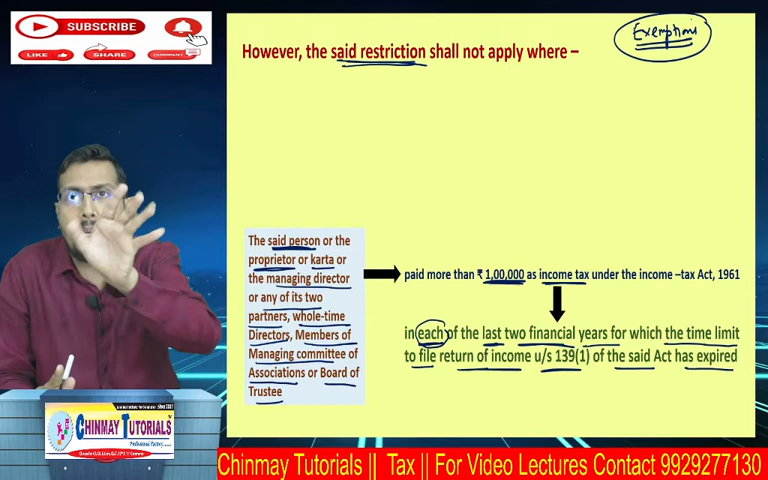 SUBSCRIBE
LIKE
SHARE
Exemptions
However, the said restriction shall not apply where –
The said person or the
proprietor or karta or
the managing director
or any of its two
partners, whole-time
Directors, Members of
Managing committee of
Associations or Board of
Trustee
paid more than ₹ 1,00,000 as income tax under the income –tax Act, 1961
in each of the last two financial years for which the time limit
to file return of income u/s 139(1) of the said Act has expired
CHINMAY TUTORIALS
Chinmay Tutorials || Tax || For Video Lectures Contact 9929277130